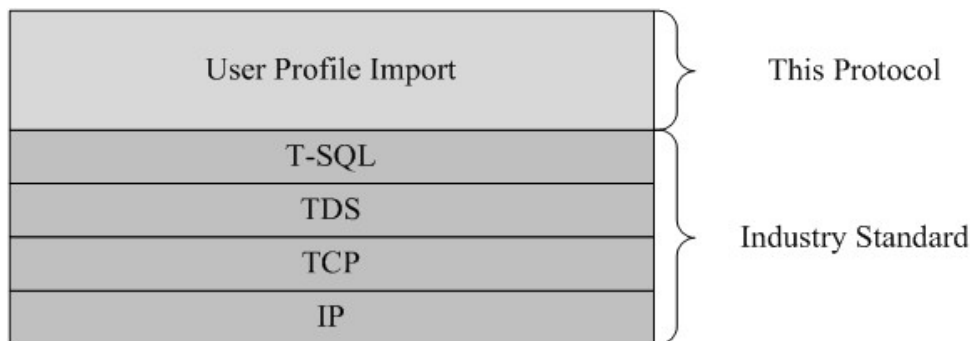 User Profile Import
This Protocol
T-SQL
TDS
TCP
IP
Industry Standard